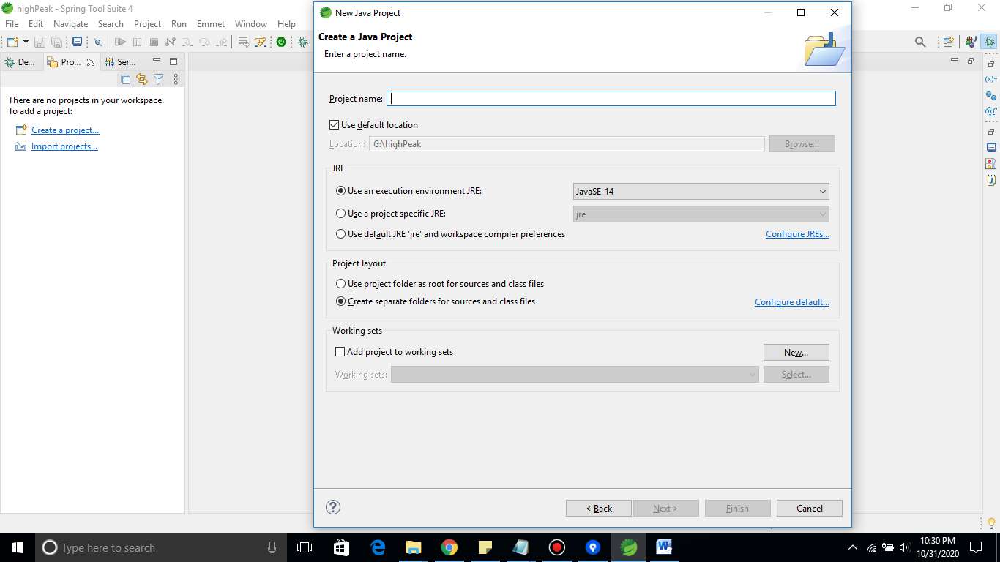 highPeak - Spring Tool Suite 4
File Edit Navigate Search Project Run Emmet Window Help
De... Pro... Ser...
There are no projects in your workspace.
To add a project:
Create a project...
Import projects...
New Java Project
Create a Java Project
Enter a project name.
Project name:
Use default location
Location: G:\highPeak Browse...
JRE
Use an execution environment JRE: JavaSE-14
Use a project specific JRE: jre
Use default JRE 'jre' and workspace compiler preferences Configure JREs...
Project layout
Use project folder as root for sources and class files
Create separate folders for sources and class files Configure default...
Working sets
Add project to working sets New...
Working sets: Select...
< Back Next > Finish Cancel
Type here to search
10:30 PM
10/31/2020